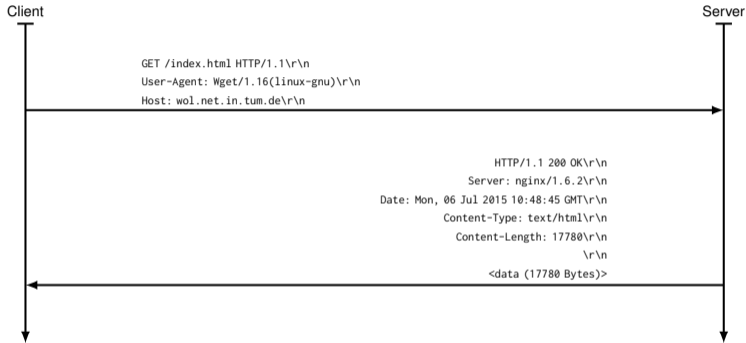 Client
Server
GET /index.html HTTP/1.1\r\n
User-Agent: Wget/1.16(linux-gnu)\r\n
Host: wol.net.in.tum.de\r\n
HTTP/1.1 200 OK\r\n
Server: nginx/1.6.2\r\n
Date: Mon, 06 Jul 2015 10:48:45 GMT\r\n
Content-Type: text/html\r\n
Content-Length: 17780\r\n
\r\n
<data (17780 Bytes)>